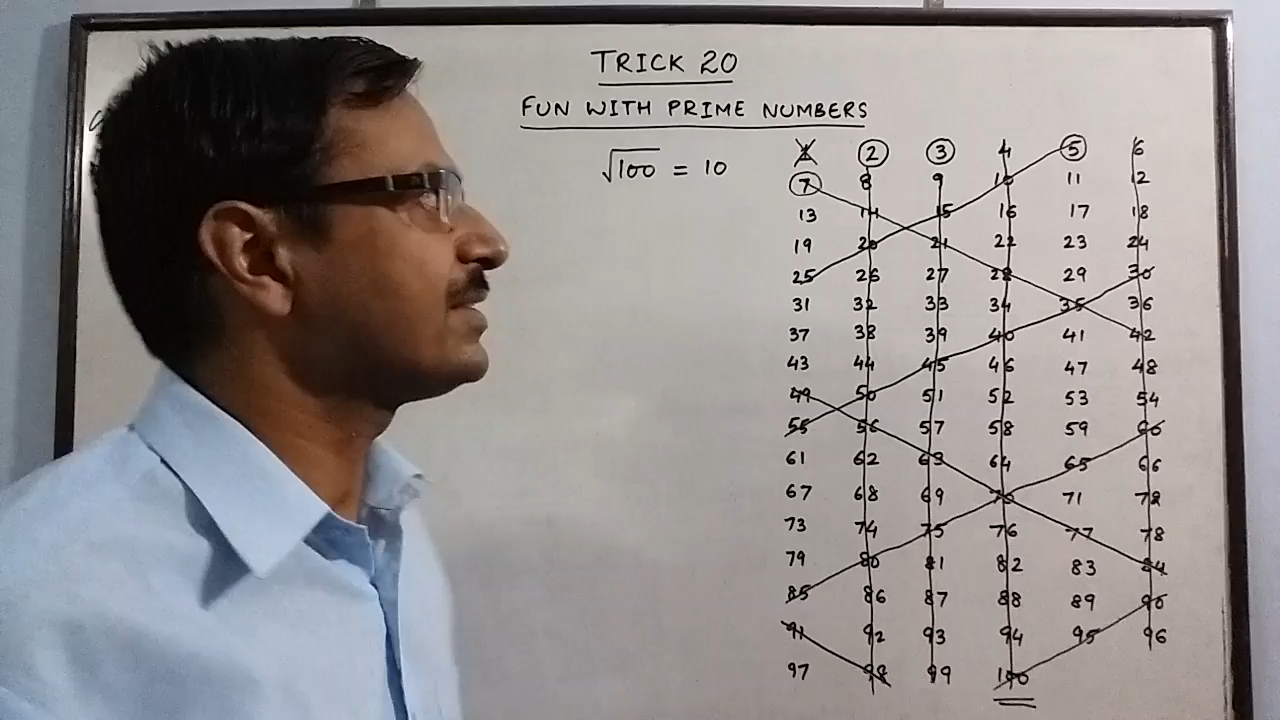 TRICK 20
FUN WITH PRIME NUMBERS
√100 = 10
1 2 3 4 5 6
7 8 9 10 11 12
13 14 15 16 17 18
19 20 21 22 23 24
25 26 27 28 29 30
31 32 33 34 35 36
37 38 39 40 41 42
43 44 45 46 47 48
49 50 51 52 53 54
55 56 57 58 59 60
61 62 63 64 65 66
67 68 69 70 71 72
73 74 75 76 77 78
79 80 81 82 83 84
85 86 87 88 89 90
91 92 93 94 95 96
97 98 99 100